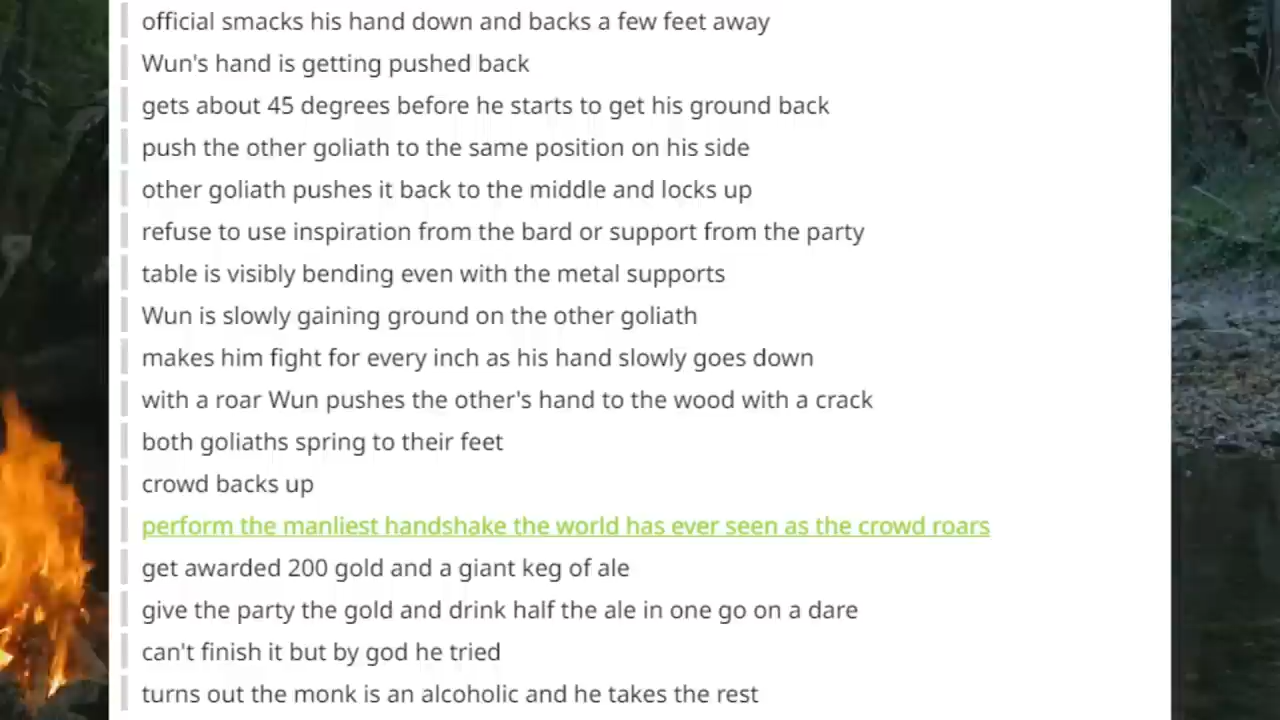 official smacks his hand down and backs a few feet away
Wun's hand is getting pushed back
gets about 45 degrees before he starts to get his ground back
push the other goliath to the same position on his side
other goliath pushes it back to the middle and locks up
refuse to use inspiration from the bard or support from the party
table is visibly bending even with the metal supports
Wun is slowly gaining ground on the other goliath
makes him fight for every inch as his hand slowly goes down
with a roar Wun pushes the other's hand to the wood with a crack
both goliaths spring to their feet
crowd backs up
perform the manliest handshake the world has ever seen as the crowd roars
get awarded 200 gold and a giant keg of ale
give the party the gold and drink half the ale in one go on a dare
can't finish it but by god he tried
turns out the monk is an alcoholic and he takes the rest